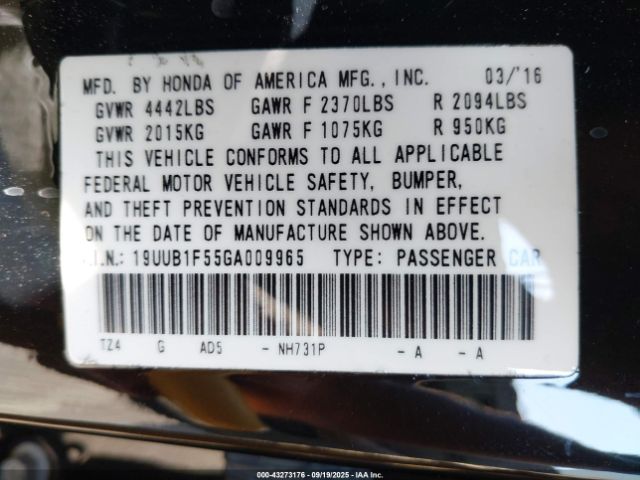 MFD. BY HONDA OF AMERICA MFG., INC. 03/'16
GVWR 4442LBS GAWR F 2370LBS R 2094LBS
GVWR 2015KG GAWR F 1075KG R 950KG
THIS VEHICLE CONFORMS TO ALL APPLICABLE
FEDERAL MOTOR VEHICLE SAFETY, BUMPER,
AND THEFT PREVENTION STANDARDS IN EFFECT
ON THE DATE OF MANUFACTURE SHOWN ABOVE.
.I.N.: 19UUB1F55GA009965 TYPE: PASSENGER CAR
TZ4 G AD5 - NH731P - A - A
000-43273176 - 09/19/2025 - IAA Inc.